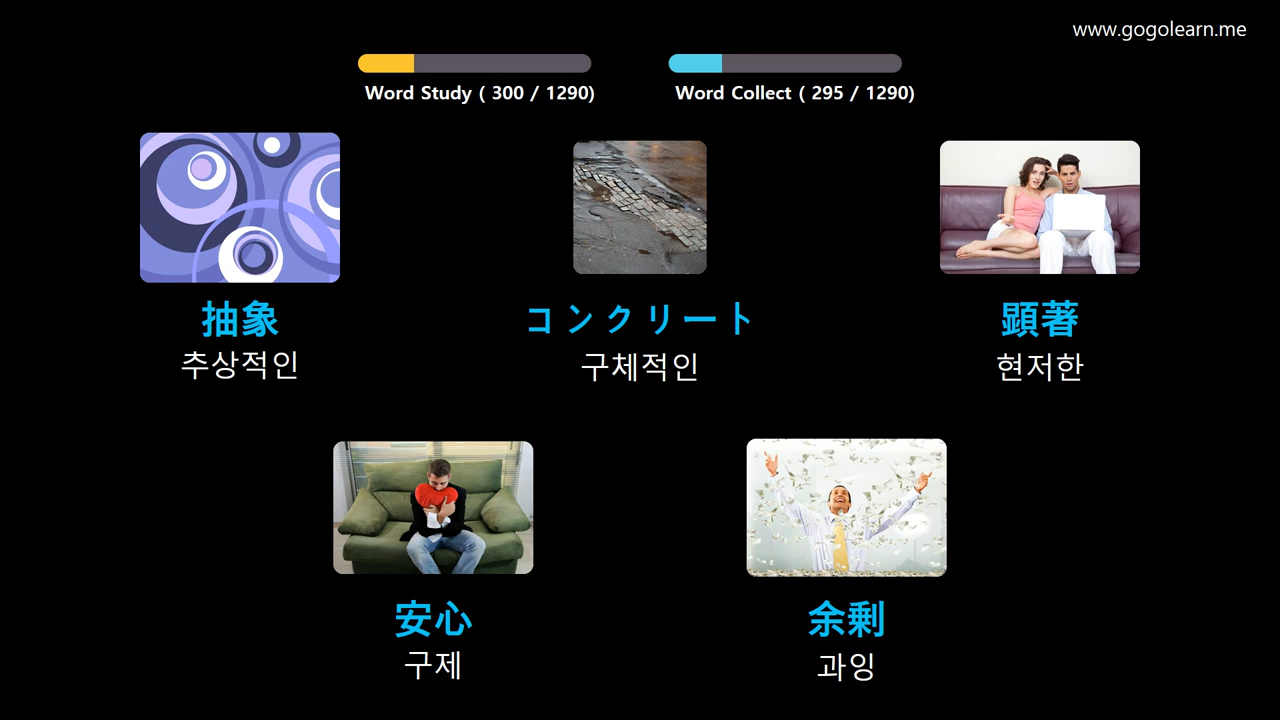 www.gogolearn.me
Word Study ( 300 / 1290)
Word Collect ( 295 / 1290)
抽象
コンクリート
顕著
추상적인
구체적인
현저한
安心
余剰
구제
과잉